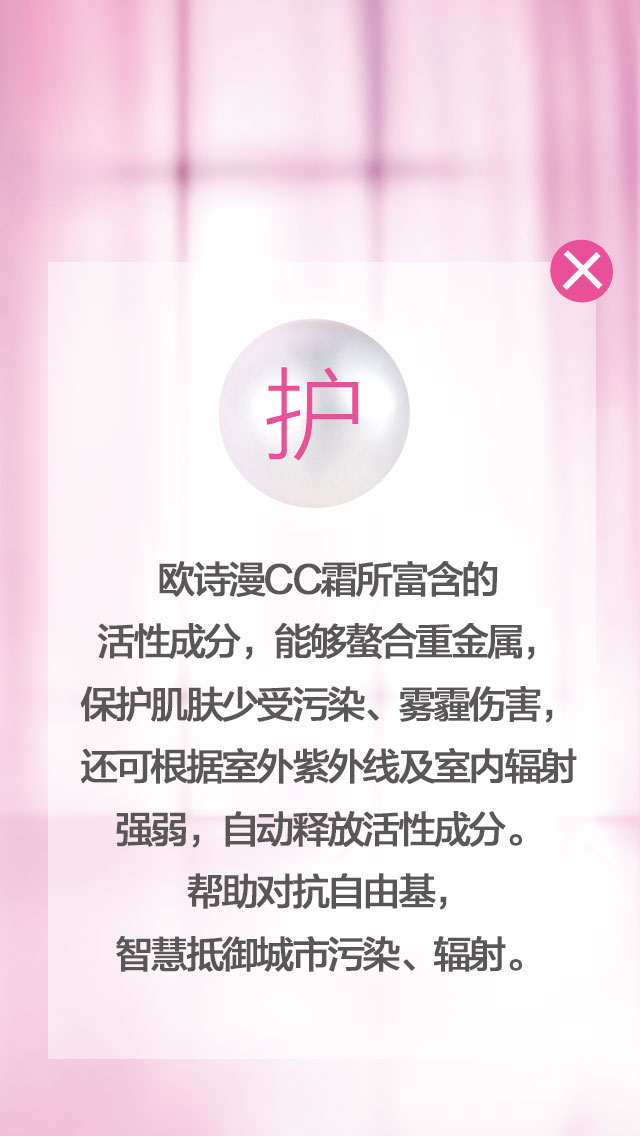 护
欧诗漫CC霜所富含的
活性成分，能够螯合重金属，
保护肌肤少受污染、雾霾伤害，
还可根据室外紫外线及室内辐射
强弱，自动释放活性成分。
帮助对抗自由基，
智慧抵御城市污染、辐射。